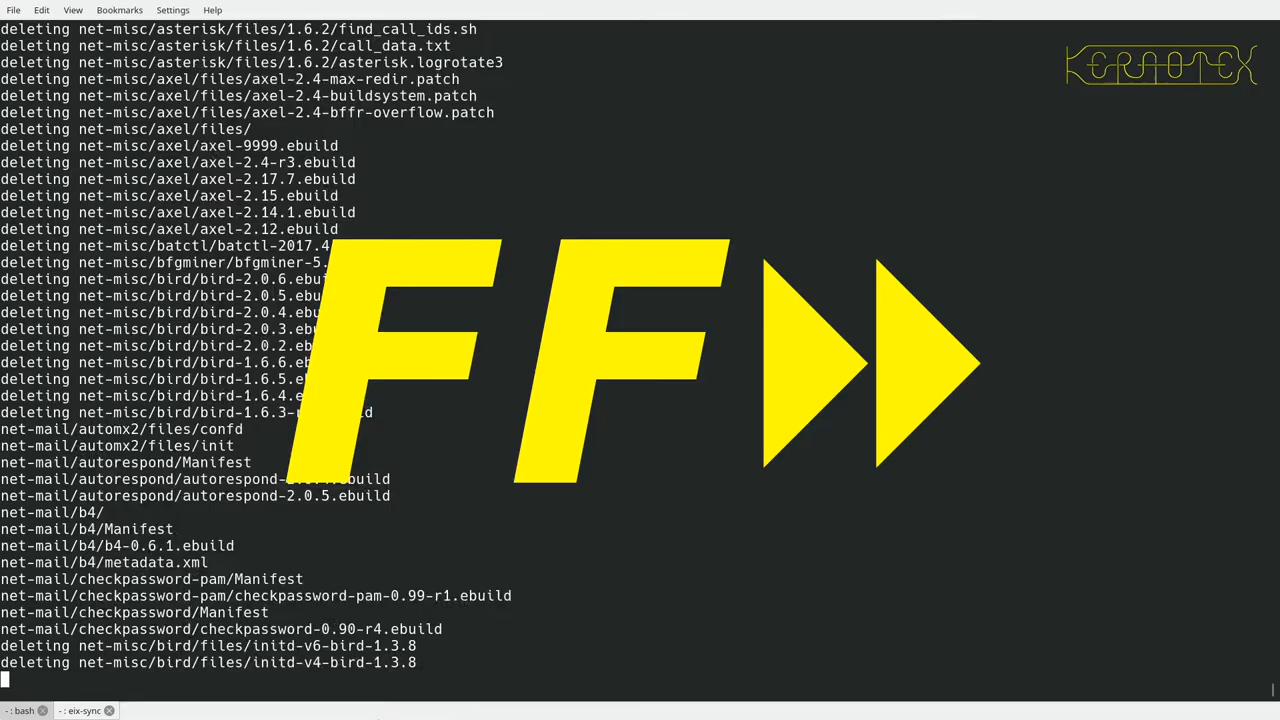 File Edit View Bookmarks Settings Help
deleting net-misc/asterisk/files/1.6.2/find_call_ids.sh
deleting net-misc/asterisk/files/1.6.2/call_data.txt
deleting net-misc/asterisk/files/1.6.2/asterisk.logrotate3
deleting net-misc/axel/files/axel-2.4-max-redir.patch
deleting net-misc/axel/files/axel-2.4-buildsystem.patch
deleting net-misc/axel/files/axel-2.4-bffr-overflow.patch
deleting net-misc/axel/files/
deleting net-misc/axel/axel-9999.ebuild
deleting net-misc/axel/axel-2.4-r3.ebuild
deleting net-misc/axel/axel-2.17.7.ebuild
deleting net-misc/axel/axel-2.15.ebuild
deleting net-misc/axel/axel-2.14.1.ebuild
deleting net-misc/axel/axel-2.12.ebuild
deleting net-misc/batctl/batctl-2017.4
deleting net-misc/bfgminer/bfgminer-5.
deleting net-misc/bird/bird-2.0.6.ebui
deleting net-misc/bird/bird-2.0.5.ebu
deleting net-misc/bird/bird-2.0.4.ebu
deleting net-misc/bird/bird-2.0.3.eb
deleting net-misc/bird/bird-2.0.2.eb
deleting net-misc/bird/bird-1.6.6.eb
deleting net-misc/bird/bird-1.6.5.e
deleting net-misc/bird/bird-1.6.4.e
deleting net-misc/bird/bird-1.6.3-
net-mail/automx2/files/confd
net-mail/automx2/files/init
net-mail/autorespond/Manifest
net-mail/autorespond/autorespond-
net-mail/autorespond/autorespond-2.0.5.ebuild
net-mail/b4/
net-mail/b4/Manifest
net-mail/b4/b4-0.6.1.ebuild
net-mail/b4/metadata.xml
net-mail/checkpassword-pam/Manifest
net-mail/checkpassword-pam/checkpassword-pam-0.99-r1.ebuild
net-mail/checkpassword/Manifest
net-mail/checkpassword/checkpassword-0.90-r4.ebuild
deleting net-misc/bird/files/initd-v6-bird-1.3.8
deleting net-misc/bird/files/initd-v4-bird-1.3.8
KERNOTEX
FF
- : bash - : eix-sync